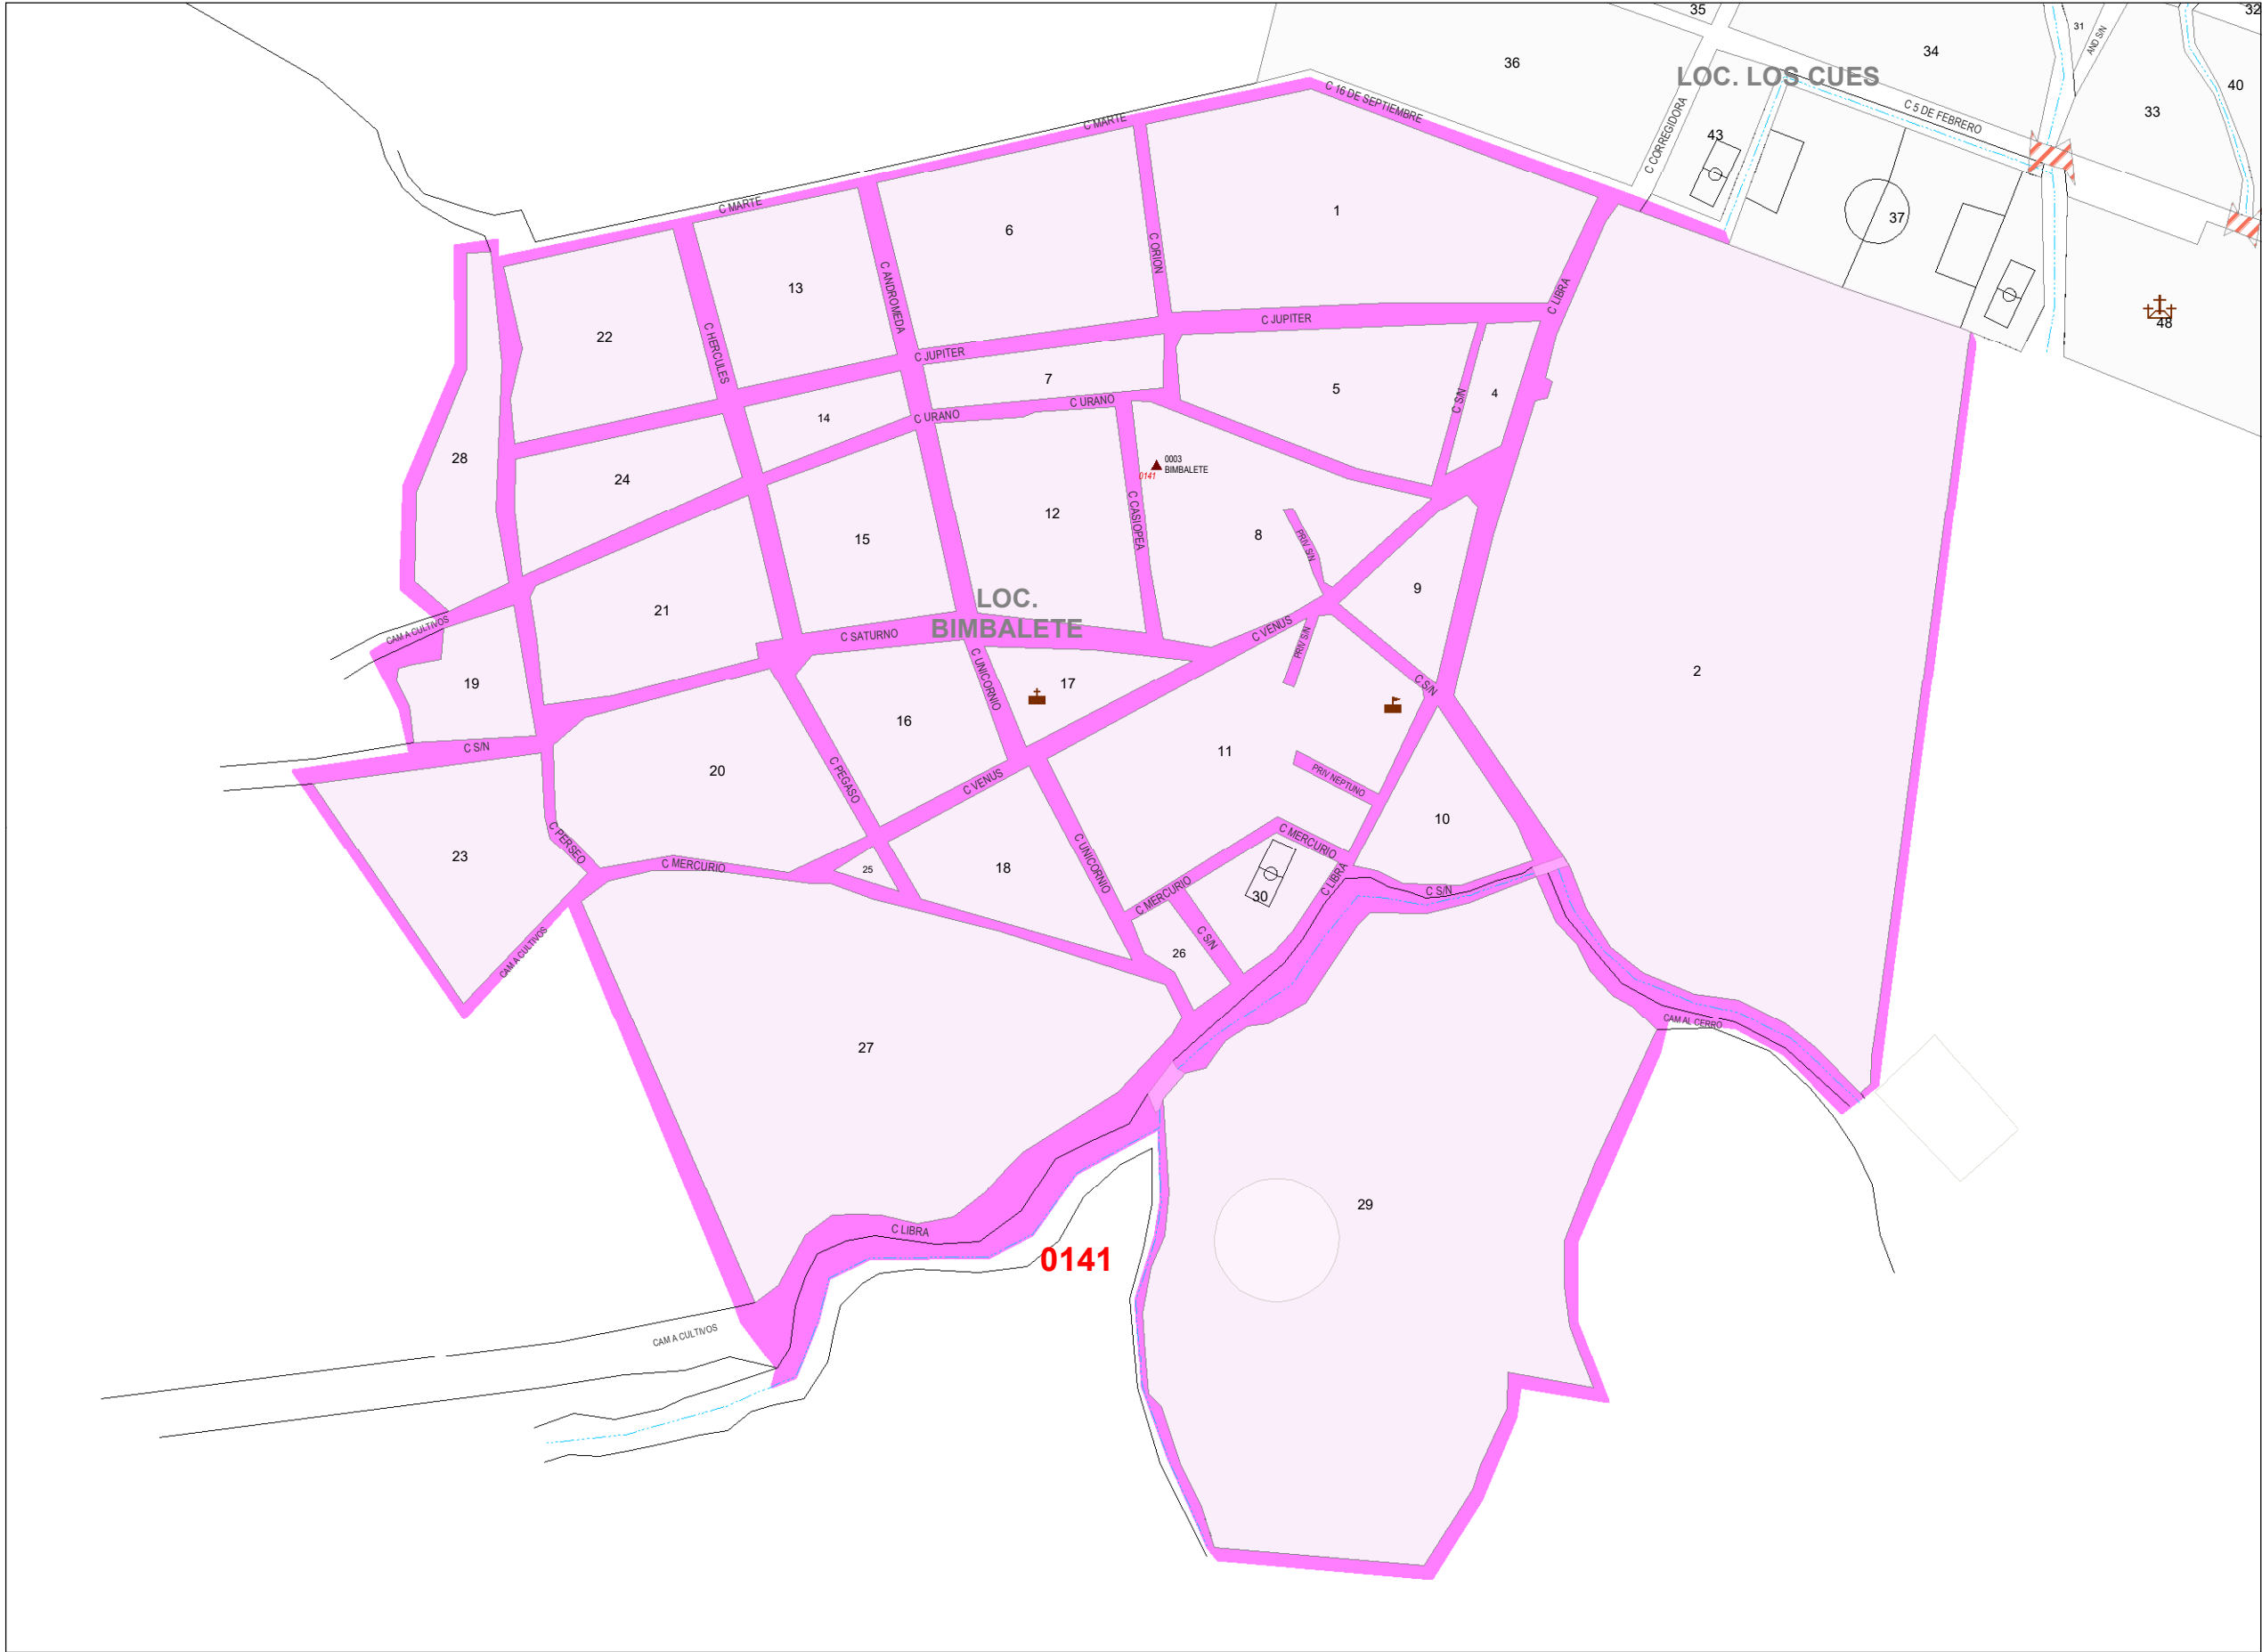 35
32
31
AND S/N
34
36
LOC. LOS CUES
40
C 16 DE SEPTIEMBRE
C 5 DE FEBRERO
33
C MARTE
C CORREGIDORA
43
C MARTE
1
37
6
C ORION
13
C ANDROMEDA
C LIBRA
48
22
C HERCULES
C JUPITER
C JUPITER
7
5
C S/N
4
14
C URANO
C URANO
28
24
0003
BIMBALETE
0141
12
C CASIOPEA
15
8
PRIV S/N
9
21
LOC.
BIMBALETE
CAM A CULTIVOS
C SATURNO
C VENUS
PRIV S/N
2
19
C UNICORNIO
17
C S/N
16
C S/N
11
20
C PEGASO
C VENUS
PRIV NEPTUNO
10
23
C PERSEO
C MERCURIO
C MERCURIO
25
18
C UNICORNIO
C LIBRA
C MERCURIO
30
C S/N
CAM A CULTIVOS
C S/N
26
CAM AL CERRO
27
29
C LIBRA
0141
CAM A CULTIVOS